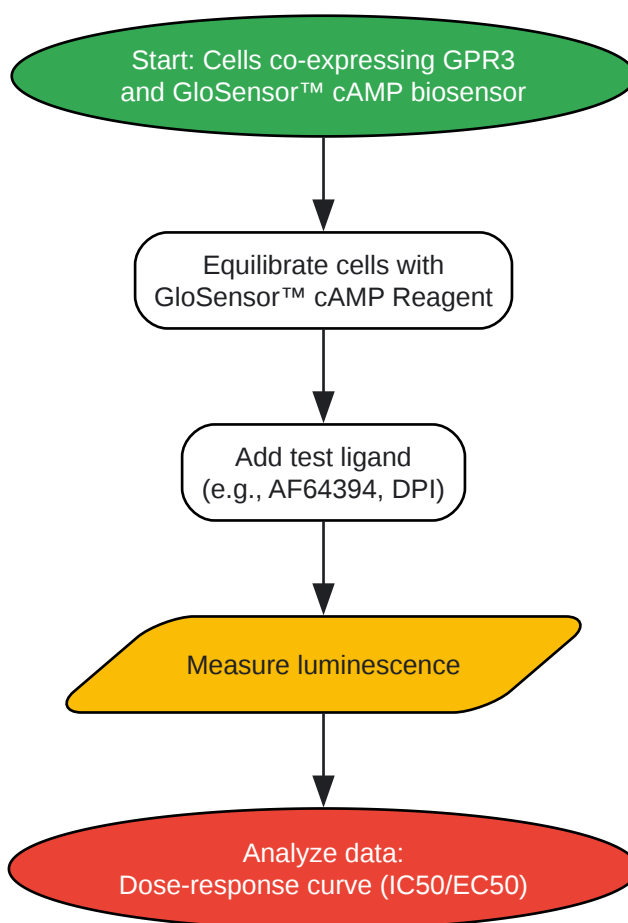 Start: Cells co-expressing GPR3
and GloSensor™ cAMP biosensor
Equilibrate cells with
GloSensor™ cAMP Reagent
Add test ligand
(e.g., AF64394, DPI)
Measure luminescence
Analyze data:
Dose-response curve (IC50/EC50)